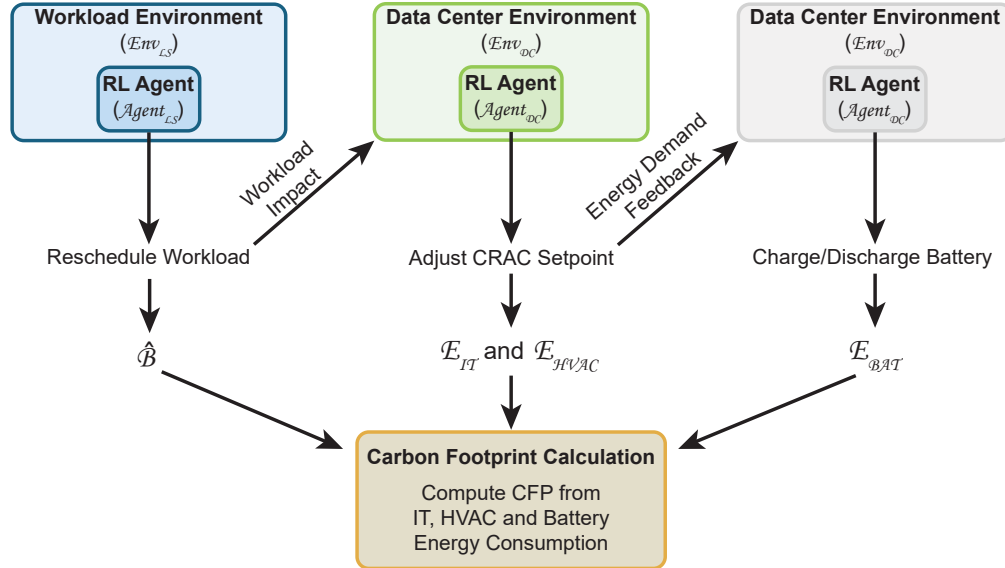 Workload Environment
(Env_LS)
RL Agent
(Agent_LS)
Data Center Environment
(Env_DC)
RL Agent
(Agent_DC)
Data Center Environment
(Env_DC)
RL Agent
(Agent_DC)
Workload
Impact
Energy Demand
Feedback
Reschedule Workload
Adjust CRAC Setpoint
Charge/Discharge Battery
B̂
E_IT and E_HVAC
E_BAT
Carbon Footprint Calculation
Compute CFP from
IT, HVAC and Battery
Energy Consumption